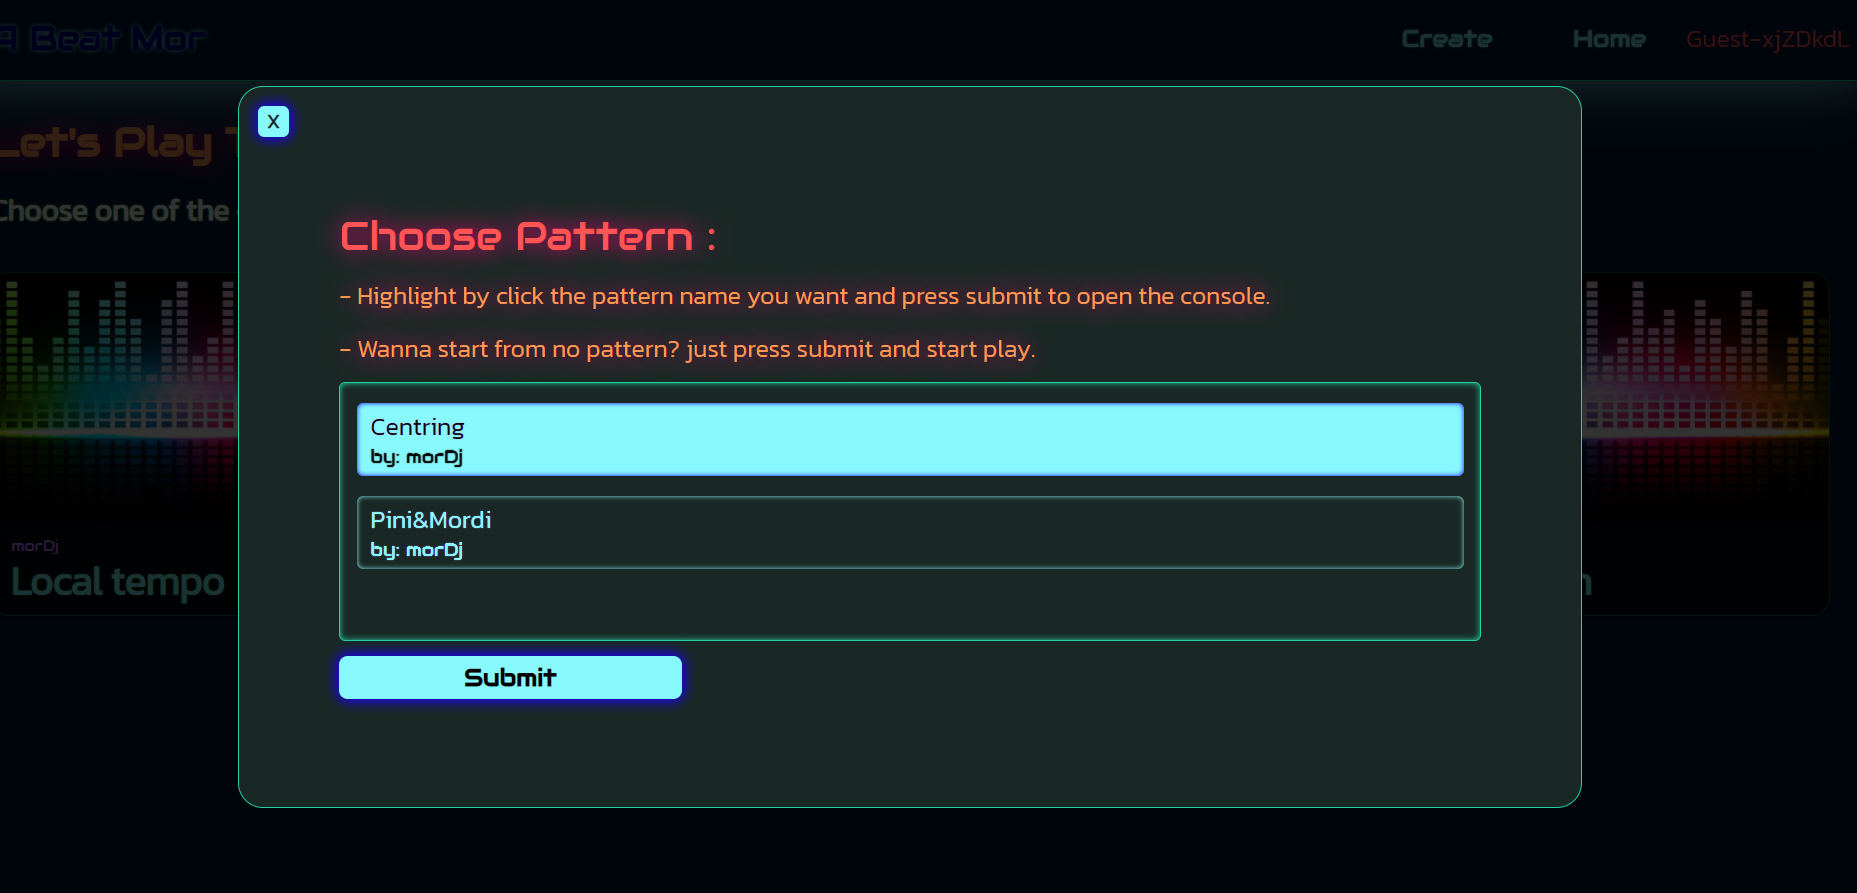 A Beat Mor
Create
Home
Guest-xjZDkdL
Let's Play
Choose one of the
X
Choose Pattern :
- Highlight by click the pattern name you want and press submit to open the console.
- Wanna start from no pattern? just press submit and start play.
Centring
by: morDj
Pini&Mordi
by: morDj
Submit
morDj
Local tempo